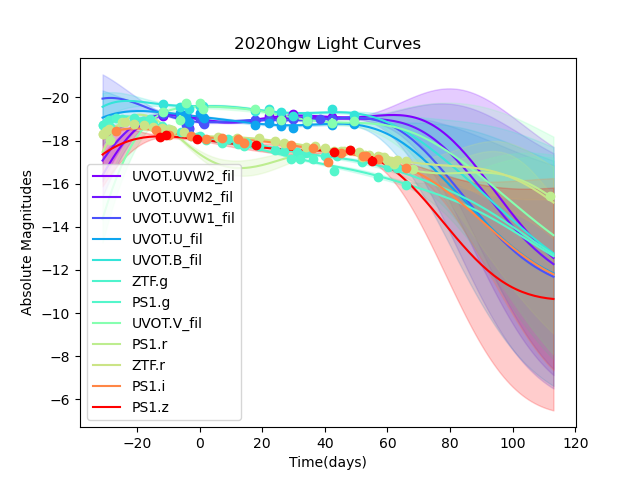 2020hgw Light Curves
Absolute Magnitudes
−20
−18
−16
−14
−12
−10
−8
−6
UVOT.UVW2_fil
UVOT.UVM2_fil
UVOT.UVW1_fil
UVOT.U_fil
UVOT.B_fil
ZTF.g
PS1.g
UVOT.V_fil
PS1.r
ZTF.r
PS1.i
PS1.z
−20 0 20 40 60 80 100 120
Time(days)